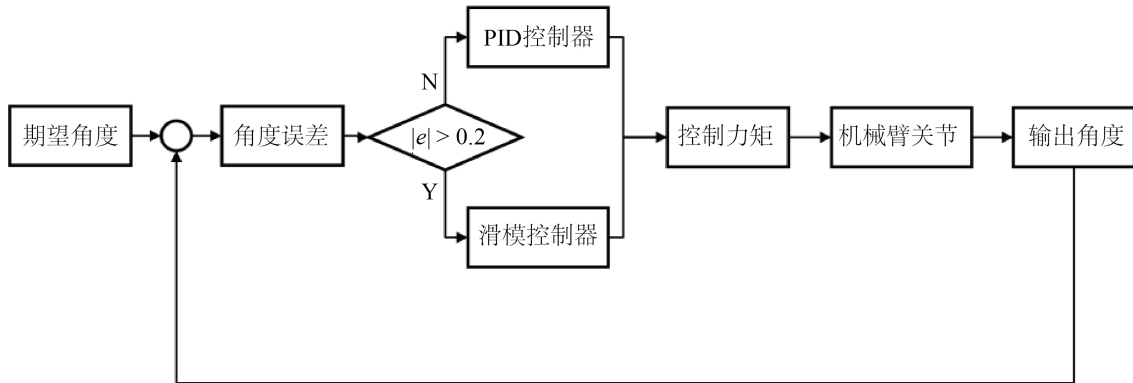 PID控制器
N
期望角度
角度误差
|e| > 0.2
控制力矩
机械臂关节
输出角度
Y
滑模控制器